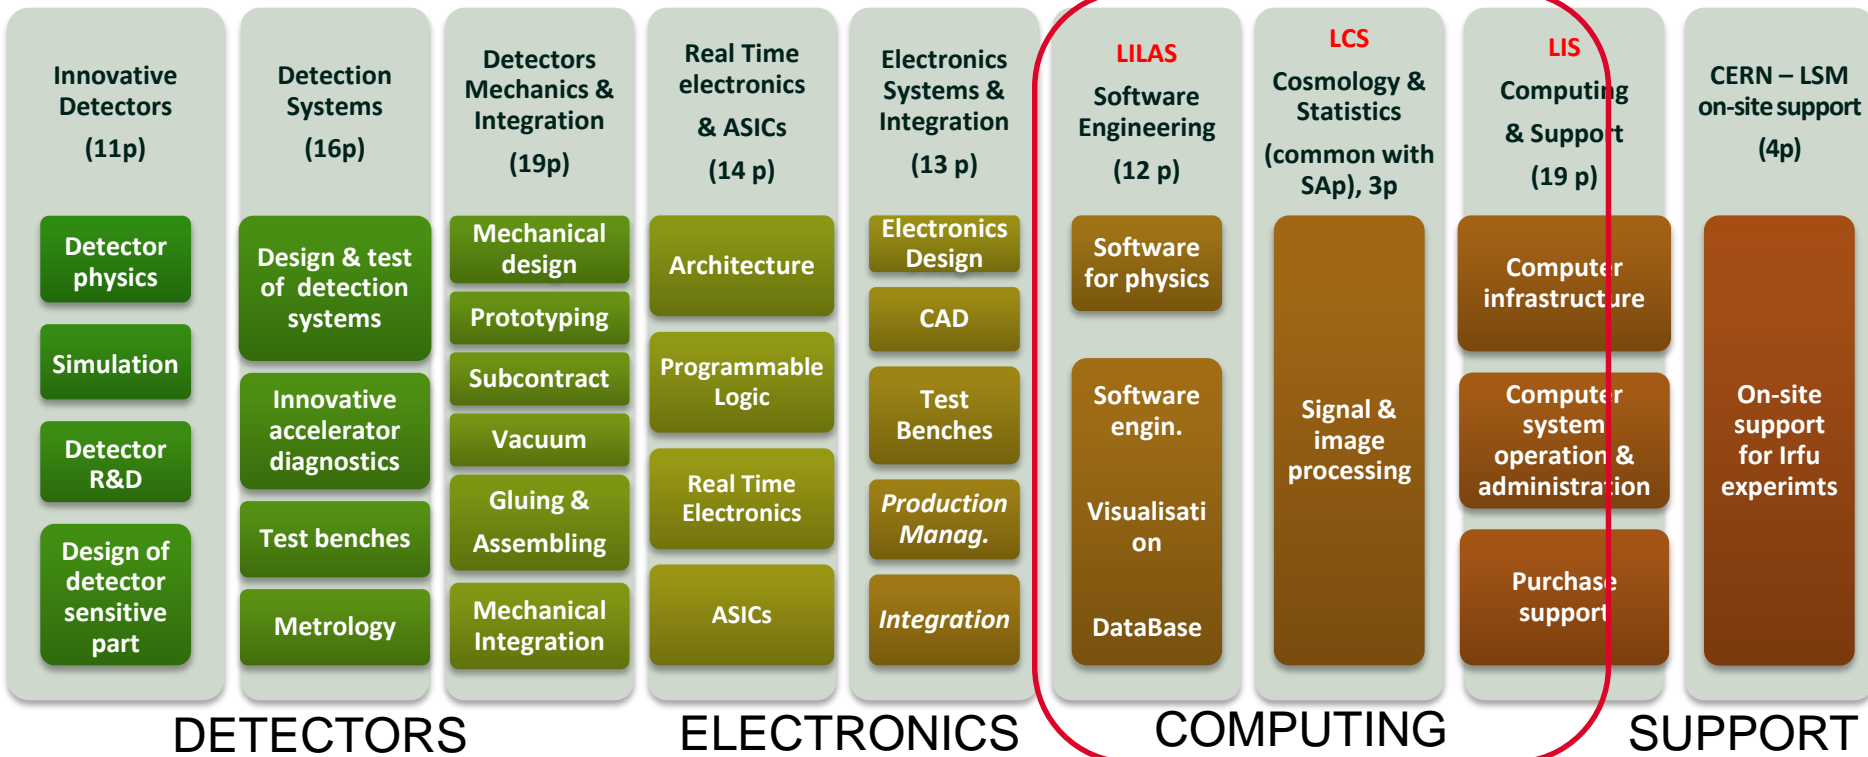 Innovative
Detectors
(11p)
Detector
physics
Simulation
Detector
R&D
Design of
detector
sensitive
part
Detection
Systems
(16p)
Design & test
of detection
systems
Innovative
accelerator
diagnostics
Test benches
Metrology
Detectors
Mechanics &
Integration
(19p)
Mechanical
design
Prototyping
Subcontract
Vacuum
Gluing &
Assembling
Mechanical
Integration
Real Time
electronics
& ASICs
(14 p)
Architecture
Programmable
Logic
Real Time
Electronics
ASICs
Electronics
Systems &
Integration
(13 p)
Electronics
Design
CAD
Test
Benches
Production
Manag.
Integration
LILAS
Software
Engineering
(12 p)
Software
for physics
Software
engin.
Visualisati
on
DataBase
LCS
Cosmology &
Statistics
(common with
SAp), 3p
Signal &
image
processing
LIS
Computing
& Support
(19 p)
Computer
infrastructure
Computer
system
operation &
administration
Purchase
support
CERN – LSM
on-site support
(4p)
On-site
support
for Irfu
experimts
DETECTORS
ELECTRONICS
COMPUTING
SUPPORT